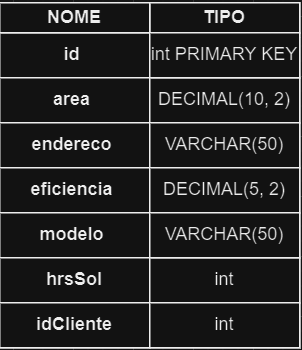 NOME TIPO
id int PRIMARY KEY
area DECIMAL(10, 2)
endereco VARCHAR(50)
eficiencia DECIMAL(5, 2)
modelo VARCHAR(50)
hrsSol int
idCliente int